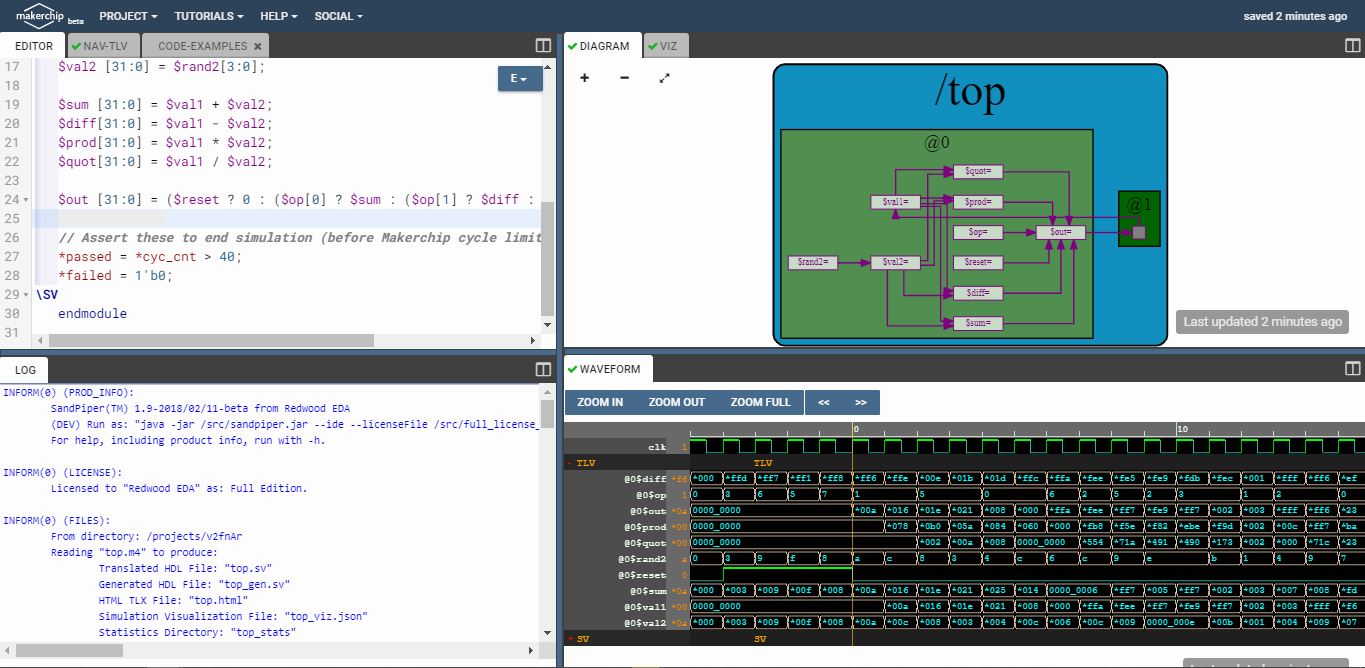 makerchip beta PROJECT TUTORIALS HELP SOCIAL saved 2 minutes ago
EDITOR NAV-TLV CODE-EXAMPLES ×
17 $val2 [31:0] = $rand2[3:0];
E
18
19 $sum [31:0] = $val1 + $val2;
20 $diff[31:0] = $val1 - $val2;
21 $prod[31:0] = $val1 * $val2;
22 $quot[31:0] = $val1 / $val2;
23
24 $out [31:0] = ($reset ? 0 : ($op[0] ? $sum : ($op[1] ? $diff :
25
26 // Assert these to end simulation (before Makerchip cycle limit
27 *passed = *cyc_cnt > 40;
28 *failed = 1'b0;
29 \SV
30 endmodule
31
DIAGRAM VIZ
+ −
/top
@0
$quot=
$val1= $prod=
@1
$op= $out=
$rand2= $val2= $reset=
$diff=
$sum=
Last updated 2 minutes ago
LOG
INFORM(0) (PROD_INFO):
SandPiper(TM) 1.9-2018/02/11-beta from Redwood EDA
(DEV) Run as: "java -jar /src/sandpiper.jar --ide --licenseFile /src/full_license_
For help, including product info, run with -h.
INFORM(0) (LICENSE):
Licensed to "Redwood EDA" as: Full Edition.
INFORM(0) (FILES):
From directory: /projects/v2fnAr
Reading "top.m4" to produce:
Translated HDL File: "top.sv"
Generated HDL File: "top_gen.sv"
HTML TLX File: "top.html"
Simulation Visualization File: "top_viz.json"
Statistics Directory: "top_stats"
WAVEFORM
ZOOM IN ZOOM OUT ZOOM FULL << >>
0 10
clk 1
- TLV TLV
@0$diff *f6 *000 *ffd *ff7 *ff1 *ff8 *ff6 *ffe *00e *01b *01d *ffc *ffa *fee *fe5 *fe9 *fdb *fec *001 *fff *ff6 *ef
@0$op 1 0 3 6 5 7 1 5 0 6 2 5 2 3 1 2 0
@0$out *0a 0000_0000 *00a *016 *01e *021 *008 *000 *ffa *fee *ff7 *fe9 *ff7 *002 *003 *fff *ff6 *23
@0$prod *00 0000_0000 *078 *0b0 *05a *084 *060 *000 *fb8 *f5e *f82 *ebe *f9d *002 *00c *ff7 *ba
@0$quot *00 0000_0000 *002 *00a *008 0000_0000 *554 *71a *491 *490 *173 *002 *000 *71c *23
@0$rand2 a 0 3 9 f 8 a c 8 3 4 c 6 c 9 e b 1 4 9 7
@0$reset 0
@0$sum *0a *000 *003 *009 *00f *008 *00a *016 *01e *021 *025 *014 0000_0006 *ff7 *005 *ff7 *002 *003 *007 *008 *fd
@0$val1 *00 0000_0000 *00a *016 *01e *021 *008 *000 *ffa *fee *ff7 *fe9 *ff7 *002 *003 *fff *f6
@0$val2 *0a *000 *003 *009 *00f *008 *00a *00c *008 *003 *004 *00c *006 *00c *009 0000_000e *00b *001 *004 *009 *07
+ SV SV